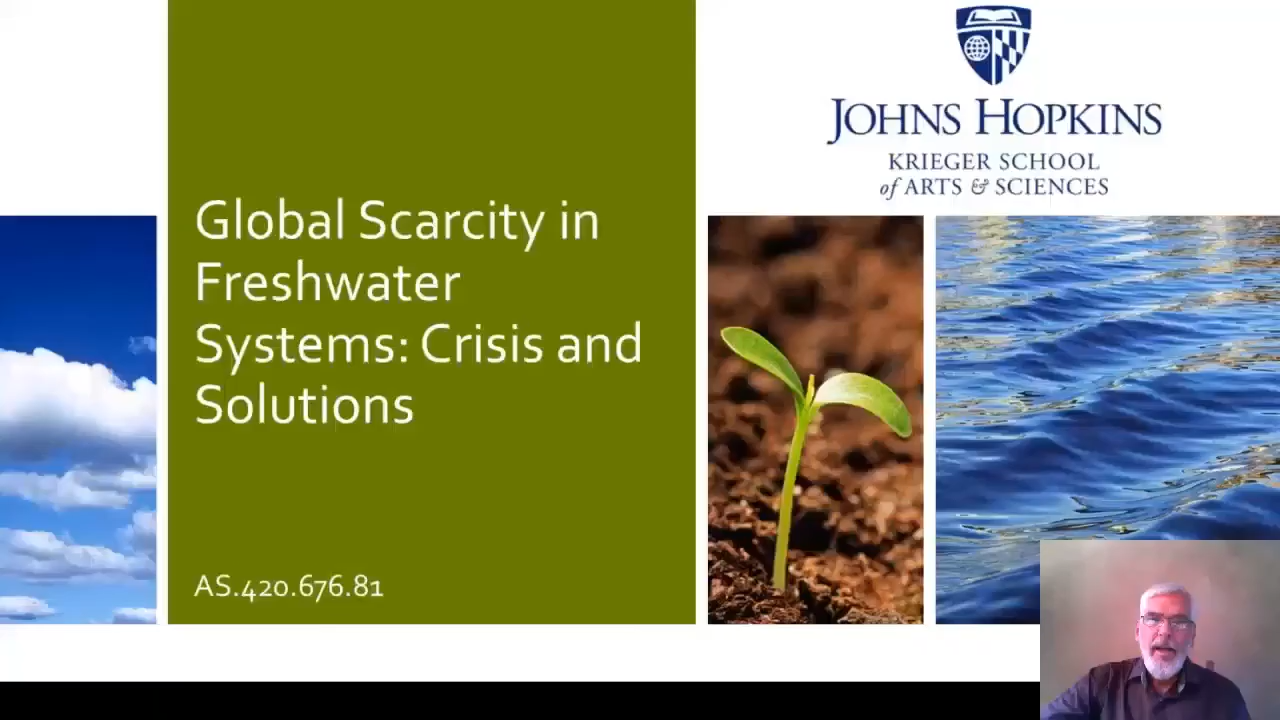 Global Scarcity in
Freshwater
Systems: Crisis and
Solutions
AS.420.676.81
JOHNS HOPKINS
KRIEGER SCHOOL
of ARTS & SCIENCES